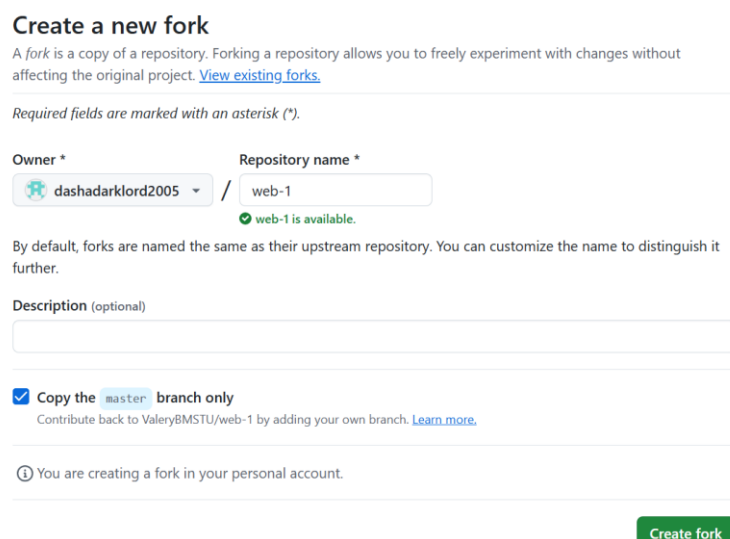 Create a new fork
A fork is a copy of a repository. Forking a repository allows you to freely experiment with changes without
affecting the original project. View existing forks.
Required fields are marked with an asterisk (*).
Owner *
Repository name *
dashadarklord2005 / web-1
web-1 is available.
By default, forks are named the same as their upstream repository. You can customize the name to distinguish it
further.
Description (optional)
Copy the master branch only
Contribute back to ValeryBMSTU/web-1 by adding your own branch. Learn more.
You are creating a fork in your personal account.
Create fork